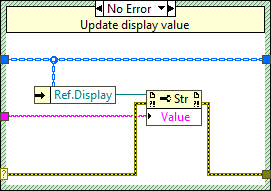 No Error
Update display value
Ref.Display
Str
Value
?